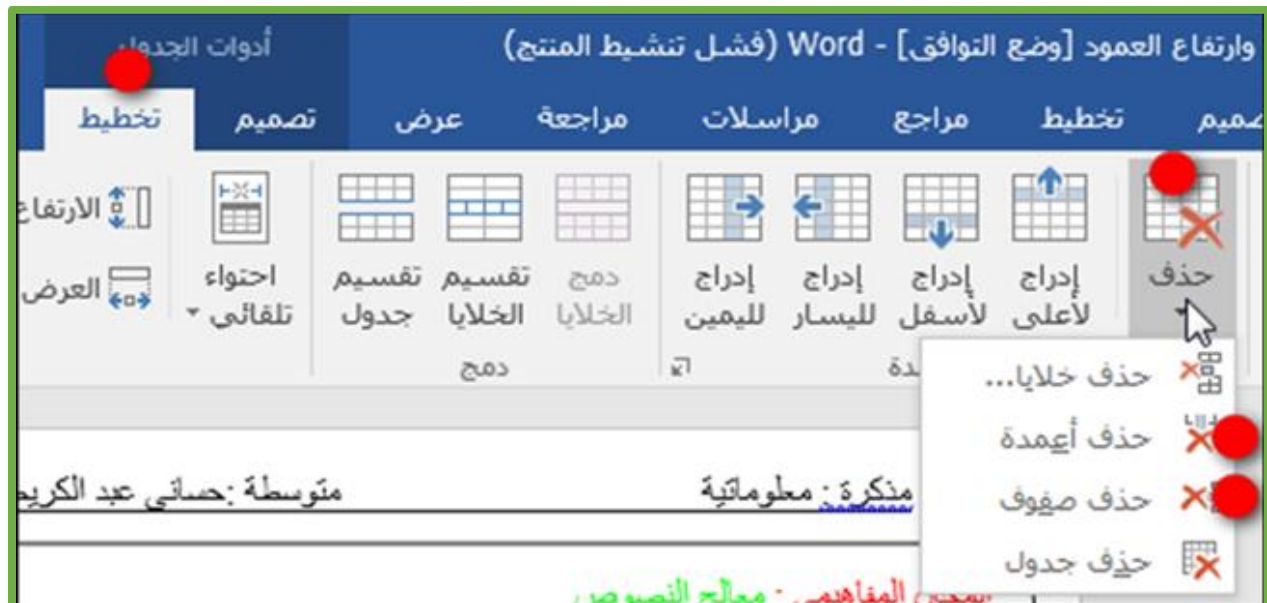 وارتفاع العمود [وضع التوافق] - Word (فشل تنشيط المنتج)
أدوات الجدول
تخطيط مراجع مراسلات مراجعة عرض تصميم تخطيط
حذف
إدراج لأعلى
إدراج لأسفل
إدراج لليسار
إدراج لليمين
دمج الخلايا
تقسيم الخلايا
تقسيم جدول
احتواء تلقائي
الارتفاع
العرض
دمج
حذف خلايا...
حذف أعمدة
حذف صفوف
حذف جدول
مذكرة : معلوماتية
متوسطة :حساني عبد الكريم
المفاهيمي : معالج النصوص